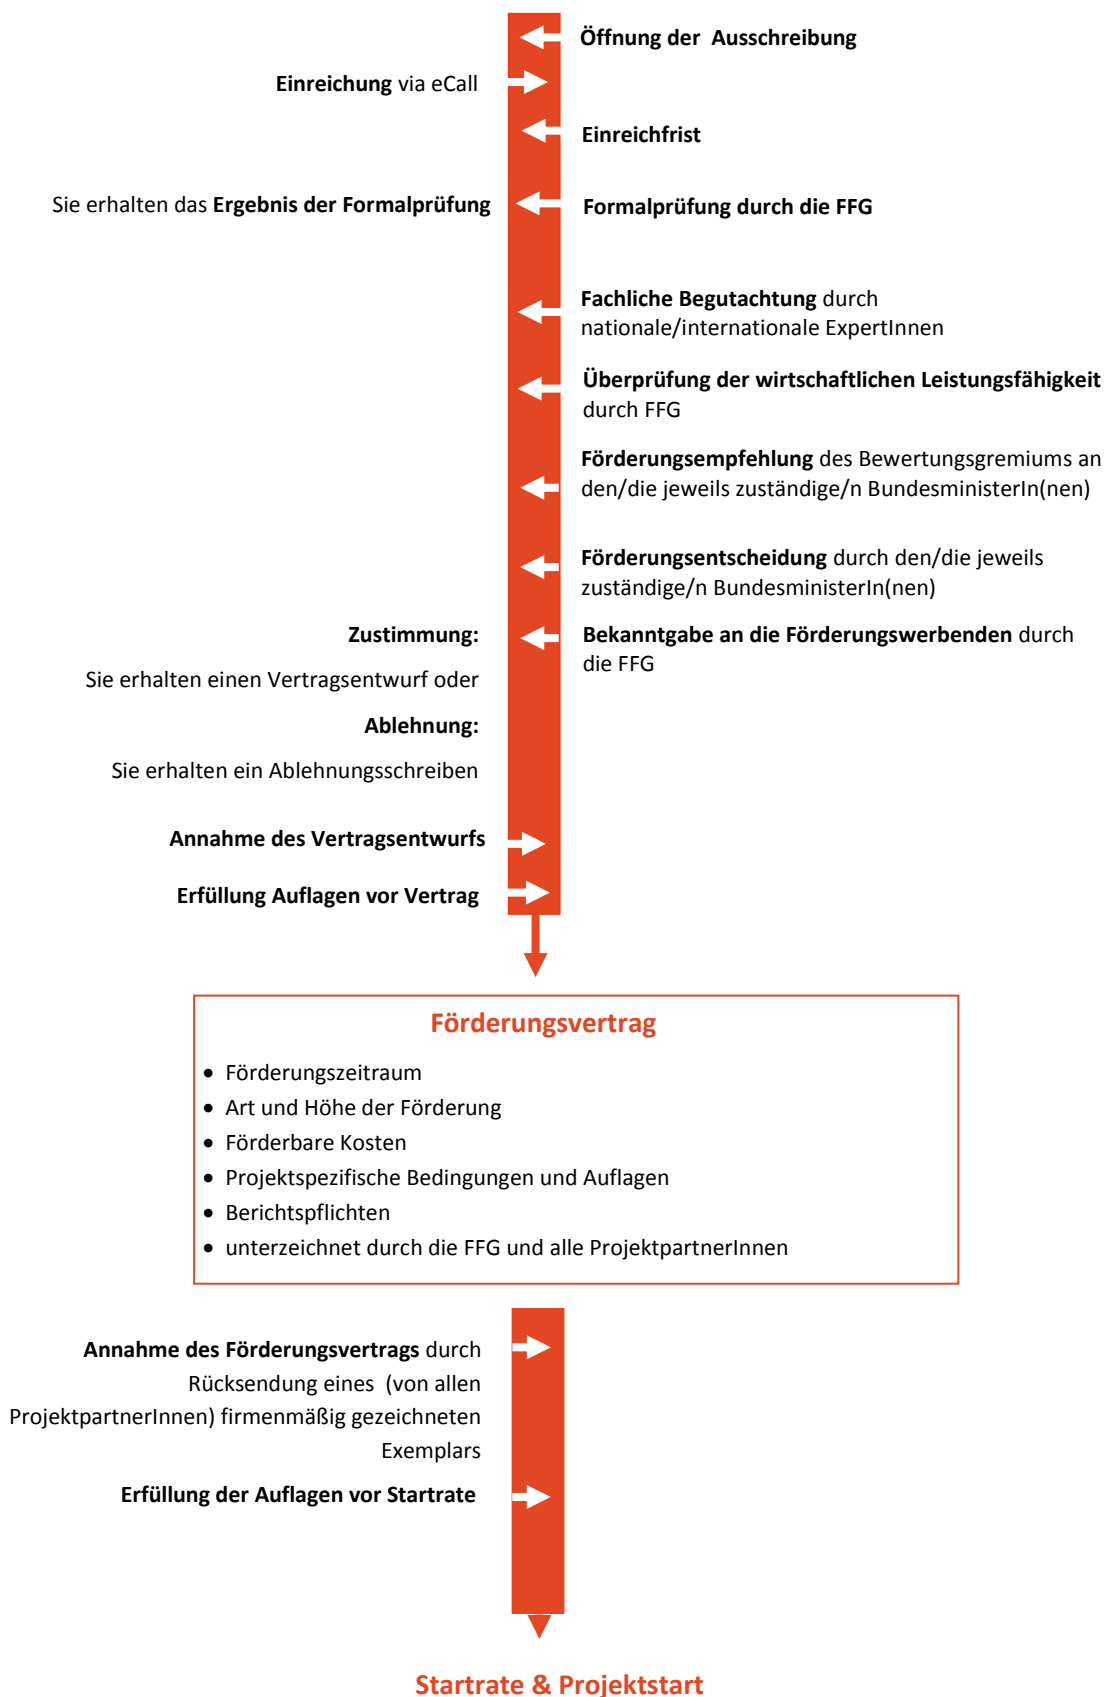 Öffnung der Ausschreibung
Einreichung via eCall
Einreichfrist
Sie erhalten das Ergebnis der Formalprüfung
Formalprüfung durch die FFG
Fachliche Begutachtung durch
nationale/internationale ExpertInnen
Überprüfung der wirtschaftlichen Leistungsfähigkeit
durch FFG
Förderungsempfehlung des Bewertungsgremiums an
den/die jeweils zuständige/n BundesministerIn(nen)
Förderungsentscheidung durch den/die jeweils
zuständige/n BundesministerIn(nen)
Zustimmung:
Sie erhalten einen Vertragsentwurf oder
Bekanntgabe an die Förderungswerbenden durch
die FFG
Ablehnung:
Sie erhalten ein Ablehnungsschreiben
Annahme des Vertragsentwurfs
Erfüllung Auflagen vor Vertrag
Förderungsvertrag
• Förderungszeitraum
• Art und Höhe der Förderung
• Förderbare Kosten
• Projektspezifische Bedingungen und Auflagen
• Berichtspflichten
• unterzeichnet durch die FFG und alle ProjektpartnerInnen
Annahme des Förderungsvertrags durch
Rücksendung eines (von allen
ProjektpartnerInnen) firmenmäßig gezeichneten
Exemplars
Erfüllung der Auflagen vor Startrate
Startrate & Projektstart